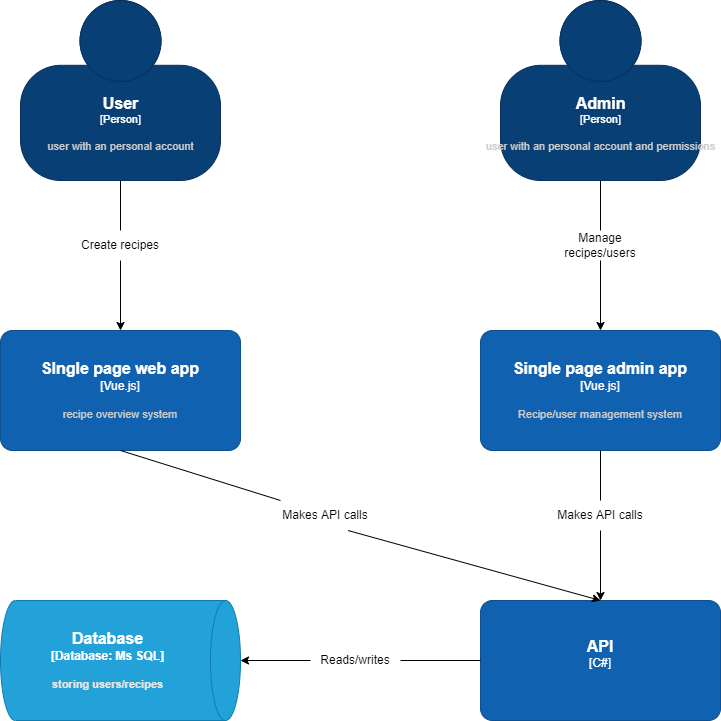 User
[Person]
user with an personal account
Admin
[Person]
user with an personal account and permissions
Create recipes
Manage
recipes/users
SIngle page web app
[Vue.js]
recipe overview system
Single page admin app
[Vue.js]
Recipe/user management system
Makes API calls
Makes API calls
Database
[Database: Ms SQL]
storing users/recipes
Reads/writes
API
[C#]